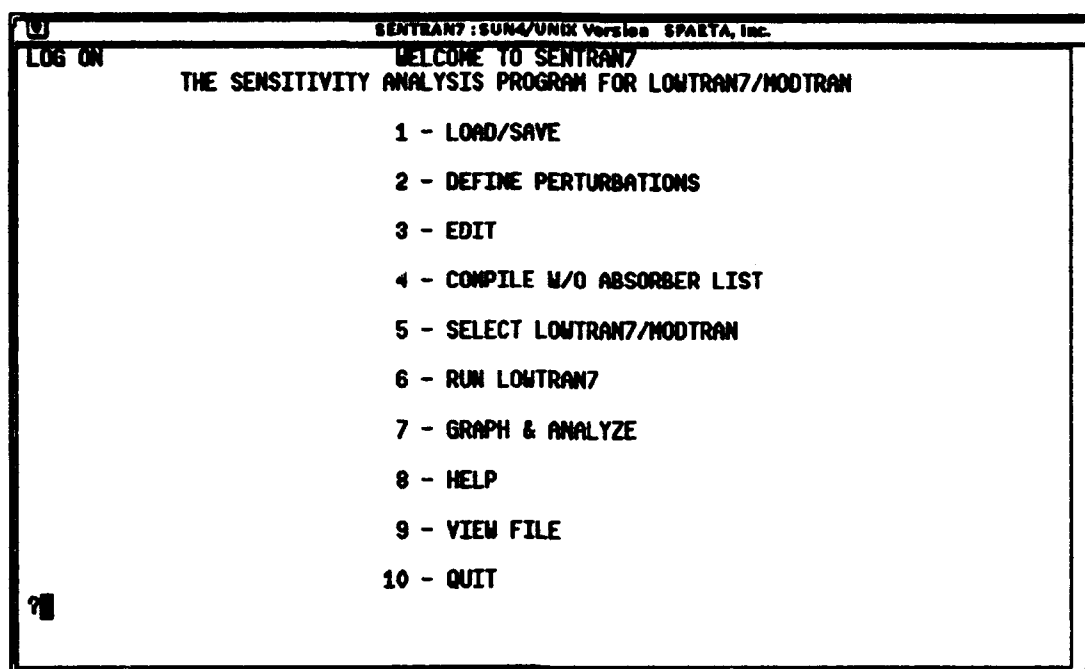 SENTRAN7 : SUN4/UNIX Version SPARTA, Inc.
LOG ON WELCOME TO SENTRAN7
THE SENSITIVITY ANALYSIS PROGRAM FOR LOWTRAN7/MODTRAN
1 - LOAD/SAVE
2 - DEFINE PERTURBATIONS
3 - EDIT
4 - COMPILE W/O ABSORBER LIST
5 - SELECT LOWTRAN7/MODTRAN
6 - RUN LOWTRAN7
7 - GRAPH & ANALYZE
8 - HELP
9 - VIEW FILE
10 - QUIT
?